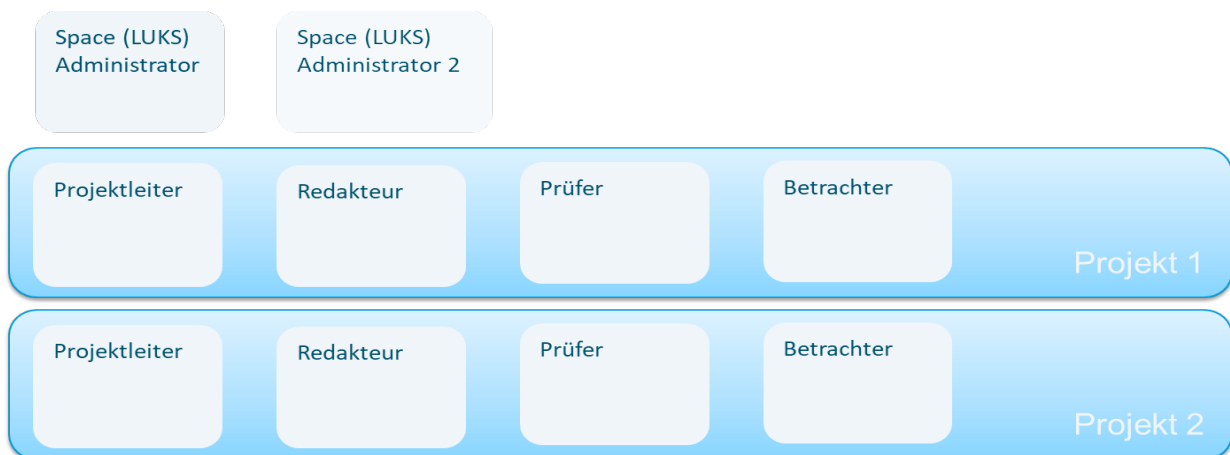 Space (LUKS)
Administrator
Space (LUKS)
Administrator 2
Projektleiter
Redakteur
Prüfer
Betrachter
Projekt 1
Projektleiter
Redakteur
Prüfer
Betrachter
Projekt 2